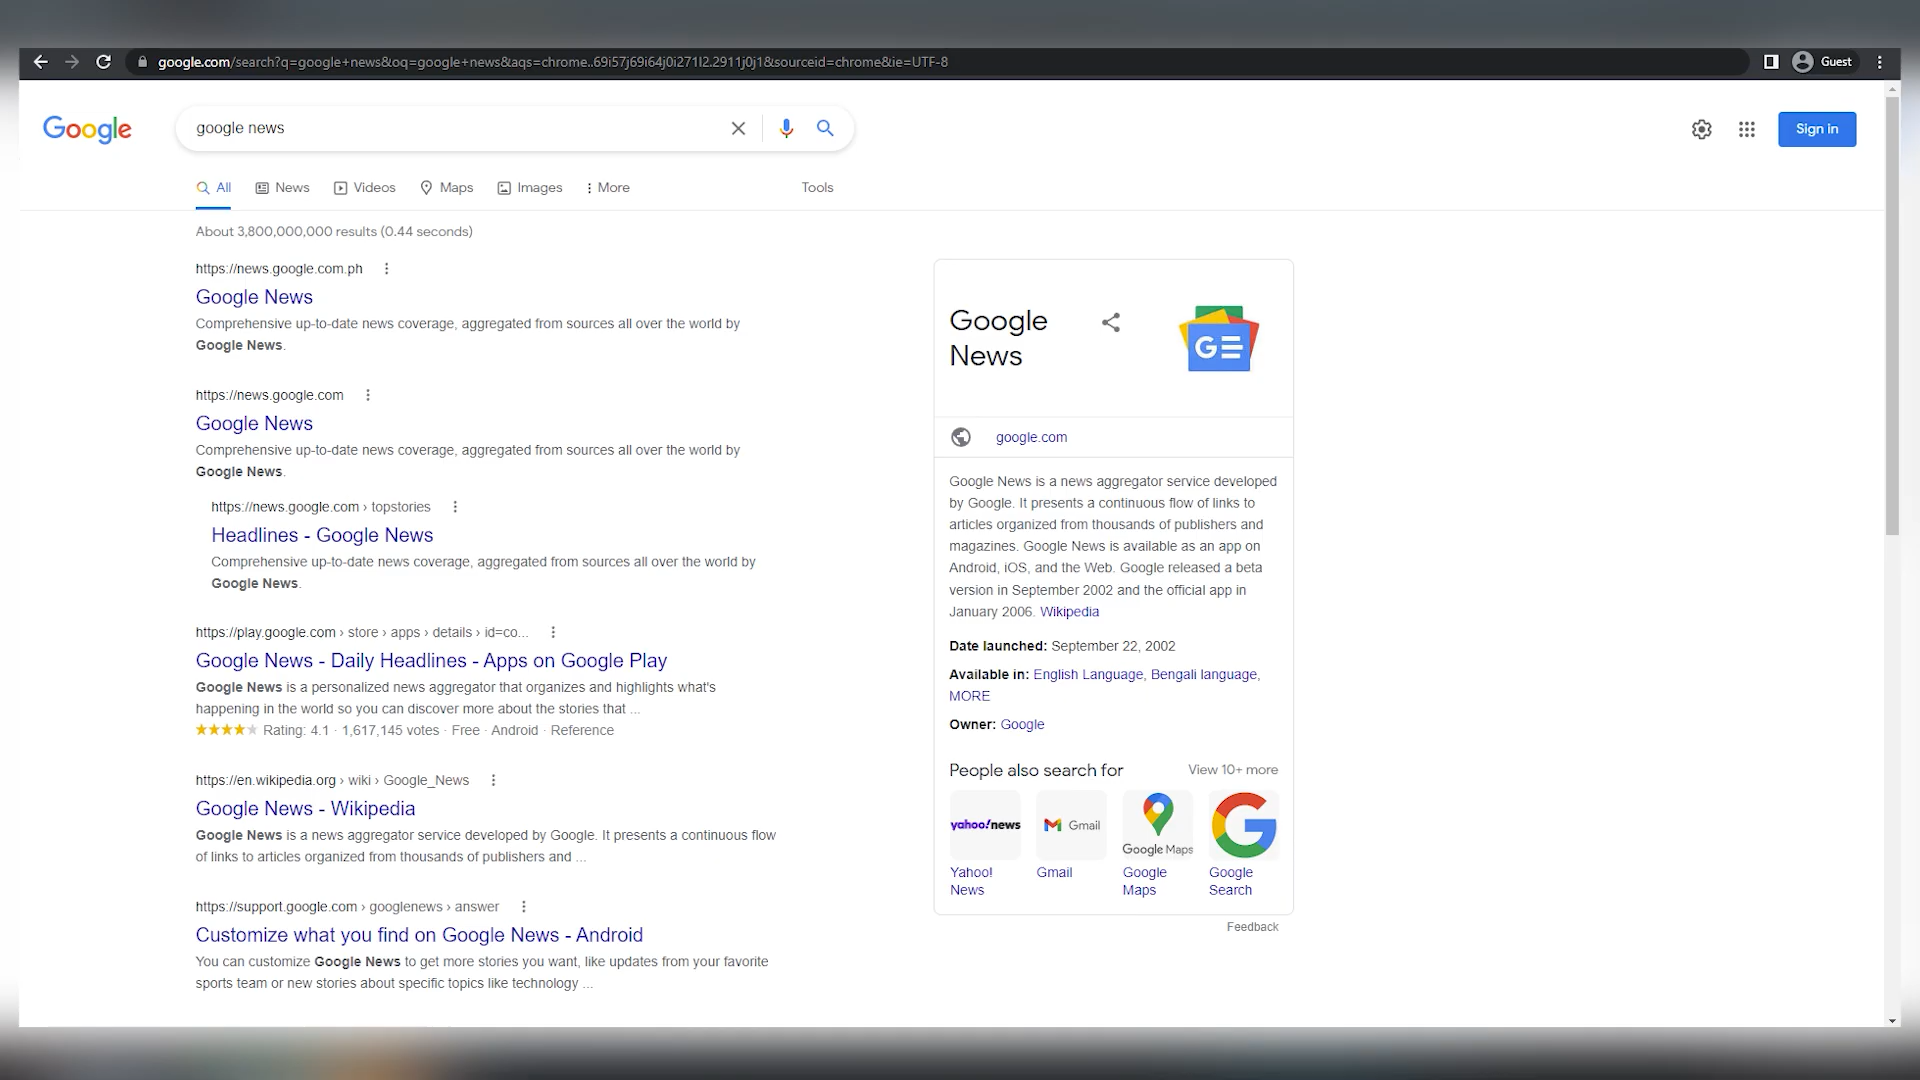 google.com/search?q=google+news&oq=google+news&aqs=chrome..69i57j69i64j0i271l2.2911j0j1&sourceid=chrome&ie=UTF-8
Guest
Google
google news
Sign in
All
News
Videos
Maps
Images
More
Tools
About 3,800,000,000 results (0.44 seconds)
https://news.google.com.ph
Google News
Comprehensive up-to-date news coverage, aggregated from sources all over the world by
Google News.
https://news.google.com
Google News
Comprehensive up-to-date news coverage, aggregated from sources all over the world by
Google News.
https://news.google.com › topstories
Headlines - Google News
Comprehensive up-to-date news coverage, aggregated from sources all over the world by
Google News.
https://play.google.com › store › apps › details › id=co...
Google News - Daily Headlines - Apps on Google Play
Google News is a personalized news aggregator that organizes and highlights what's
happening in the world so you can discover more about the stories that ...
Rating: 4.1 · 1,617,145 votes · Free · Android · Reference
https://en.wikipedia.org › wiki › Google_News
Google News - Wikipedia
Google News is a news aggregator service developed by Google. It presents a continuous flow
of links to articles organized from thousands of publishers and ...
https://support.google.com › googlenews › answer
Customize what you find on Google News - Android
You can customize Google News to get more stories you want, like updates from your favorite
sports team or new stories about specific topics like technology ...
Google
News
GE
google.com
Google News is a news aggregator service developed
by Google. It presents a continuous flow of links to
articles organized from thousands of publishers and
magazines. Google News is available as an app on
Android, iOS, and the Web. Google released a beta
version in September 2002 and the official app in
January 2006. Wikipedia
Date launched: September 22, 2002
Available in: English Language, Bengali language,
MORE
Owner: Google
People also search for
View 10+ more
yahoo!news
Gmail
Google Maps
G
Yahoo!
News
Gmail
Google
Maps
Google
Search
Feedback